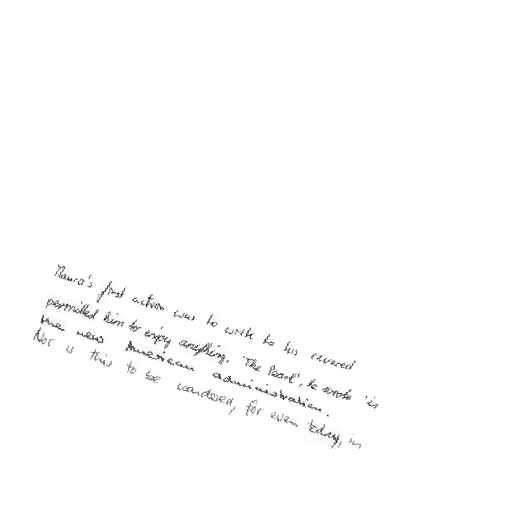 Mauro's first action was to write to his revered
permitted him to enjoy anything. 'The Pearl', he wrote 'is
the new American administration.
Nor is this to be wondered, for even today, in